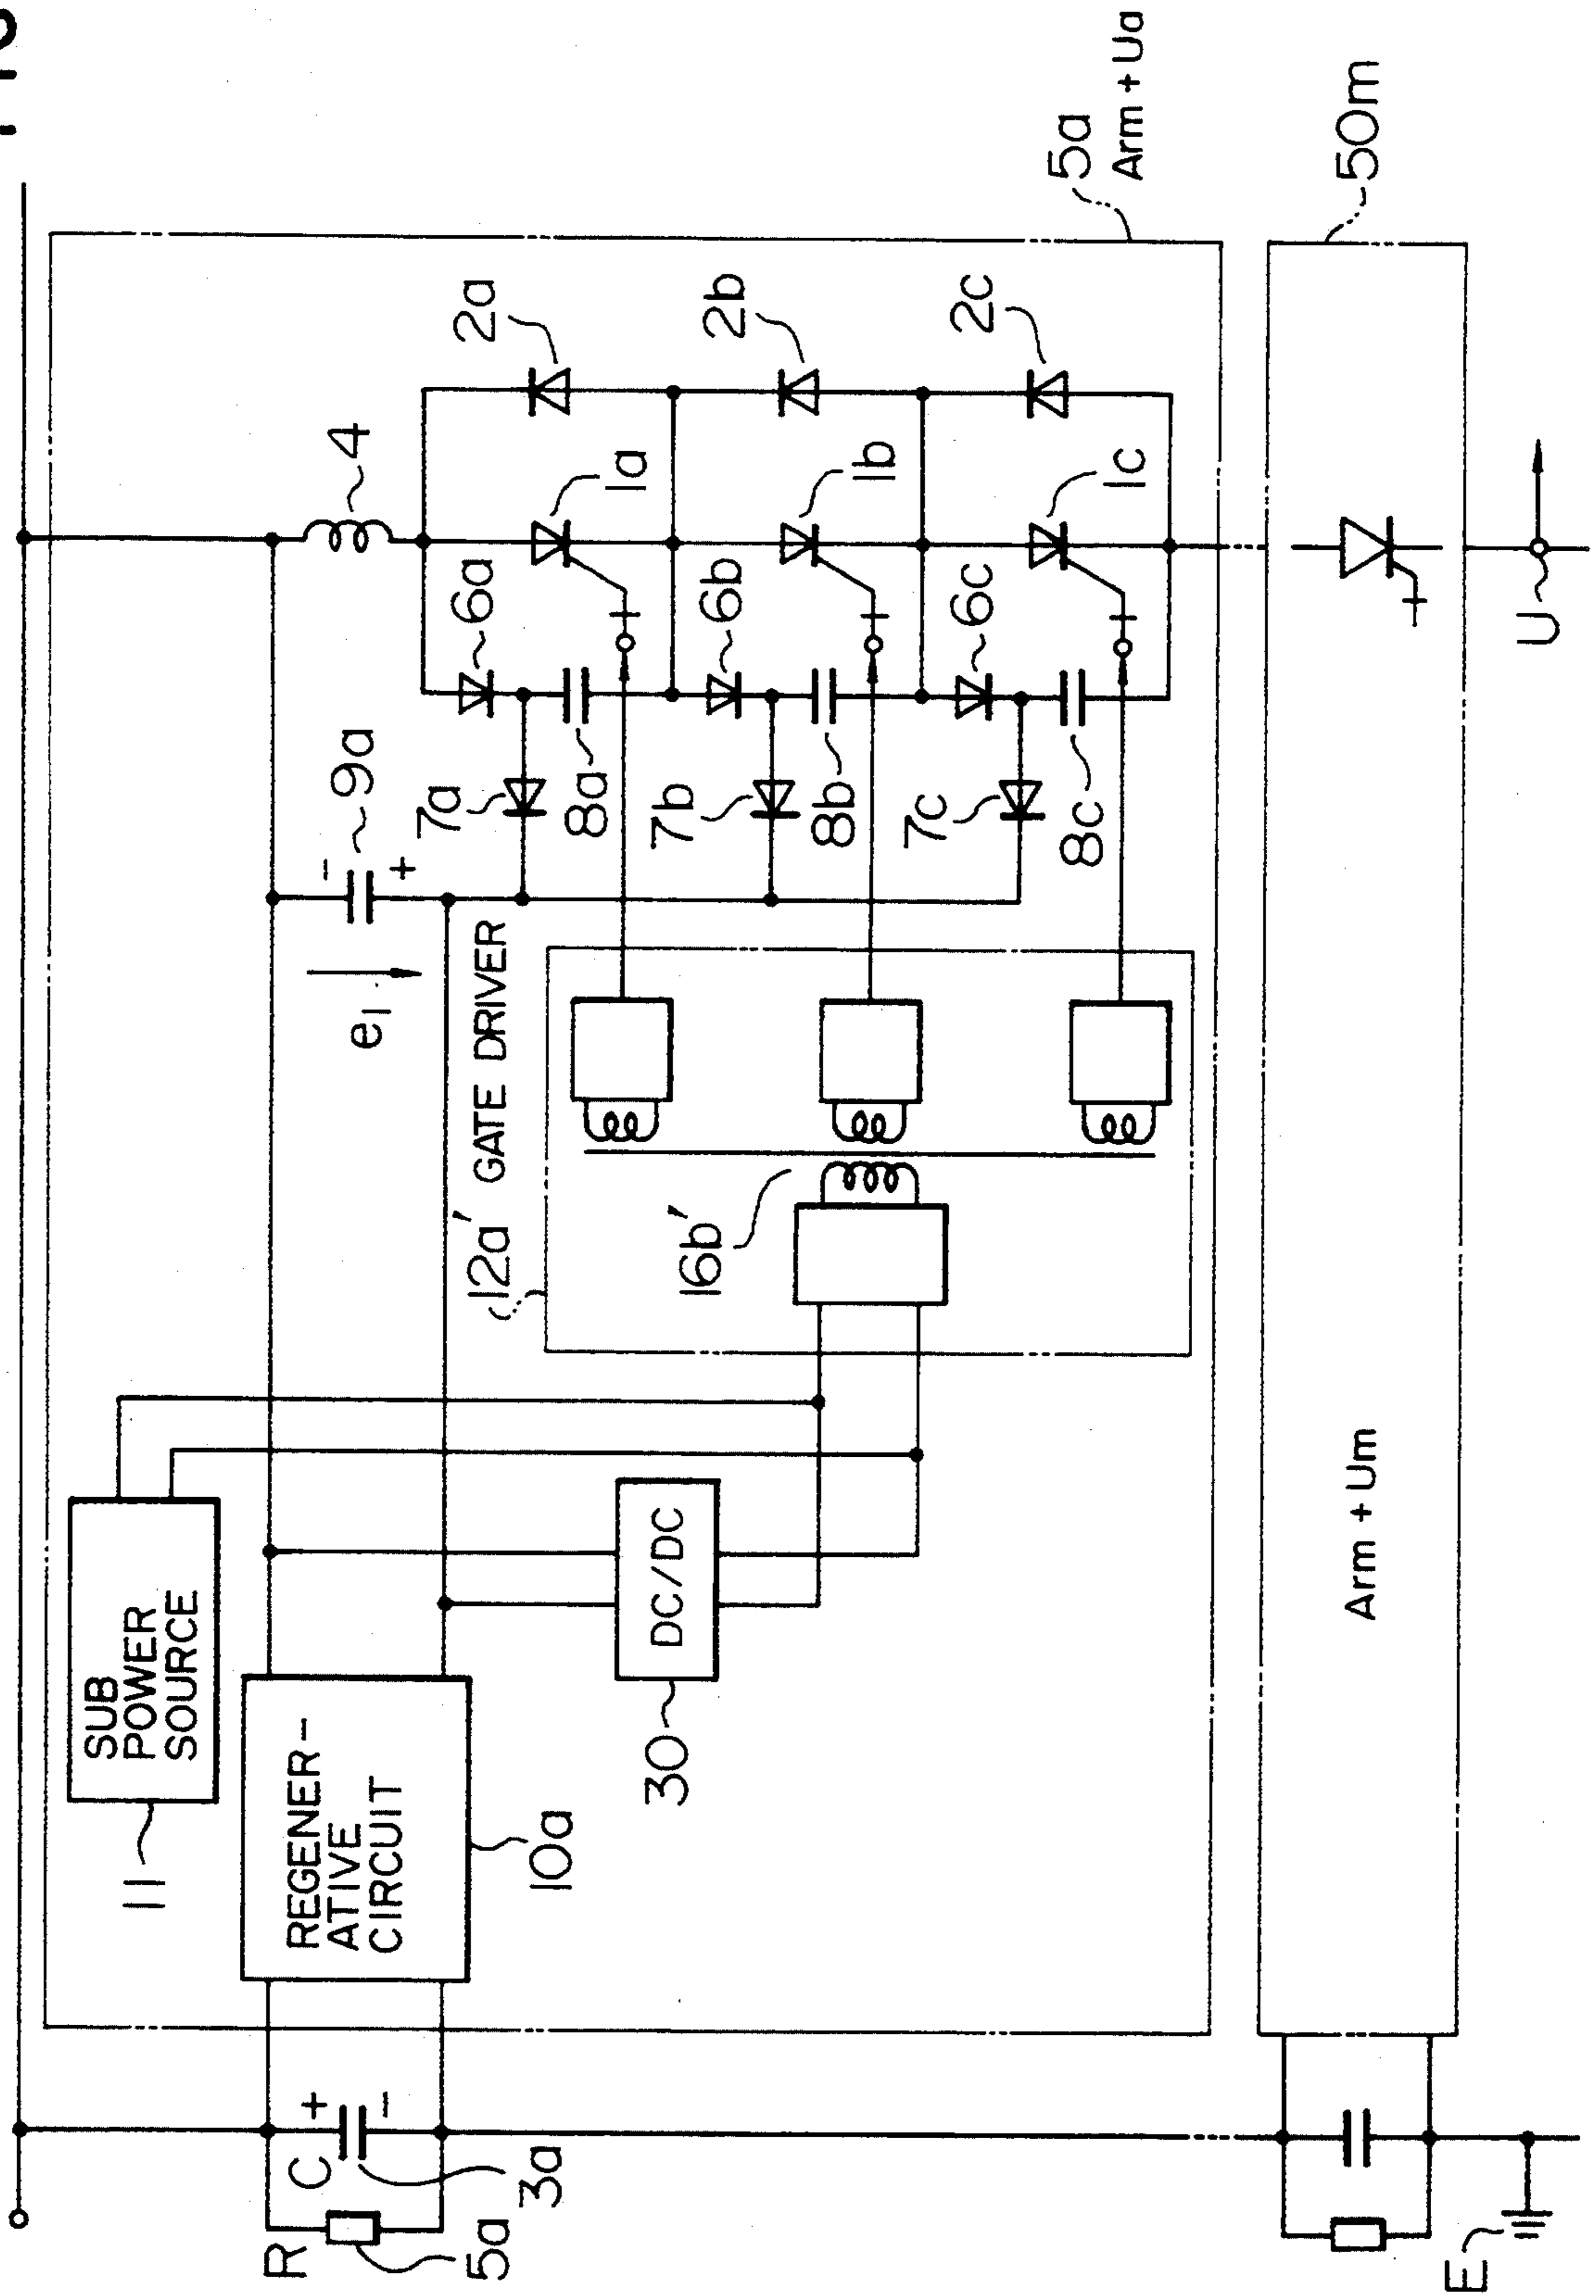 5a
Arm + Ua
50m
2a
2b
2c
4
1a
1b
1c
6a
6b
6c
U
9a
-
+
7a
8a
7b
8b
7c
8c
e1
12a' GATE DRIVER
16b'
SUB
POWER
SOURCE
11
REGENER-
ATIVE
CIRCUIT
10a
DC/DC
30
Arm + Um
C
+
-
3a
R
5a
E